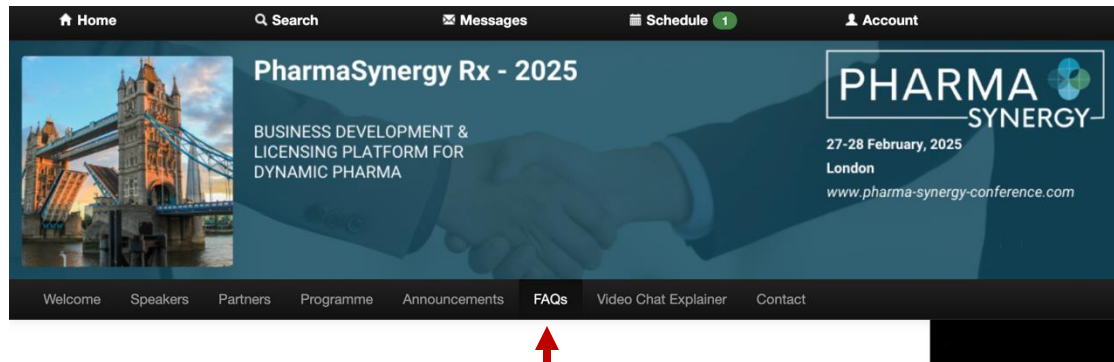 Home Search Messages Schedule 1 Account
PharmaSynergy Rx - 2025
BUSINESS DEVELOPMENT &
LICENSING PLATFORM FOR
DYNAMIC PHARMA
PHARMA
SYNERGY
27-28 February, 2025
London
www.pharma-synergy-conference.com
Welcome Speakers Partners Programme Announcements FAQs Video Chat Explainer Contact